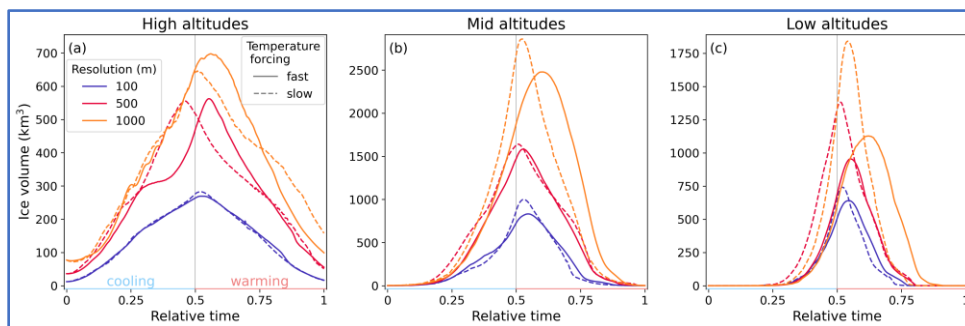 High altitudes
Mid altitudes
Low altitudes
(a)
Temperature
forcing
fast
slow
Resolution (m)
100
500
1000
Ice volume (km³)
700
600
500
400
300
200
100
0
cooling
warming
0
0.25
0.5
0.75
1
Relative time
(b)
2500
2000
1500
1000
500
0
0
0.25
0.5
0.75
1
Relative time
(c)
1750
1500
1250
1000
750
500
250
0
0
0.25
0.5
0.75
1
Relative time